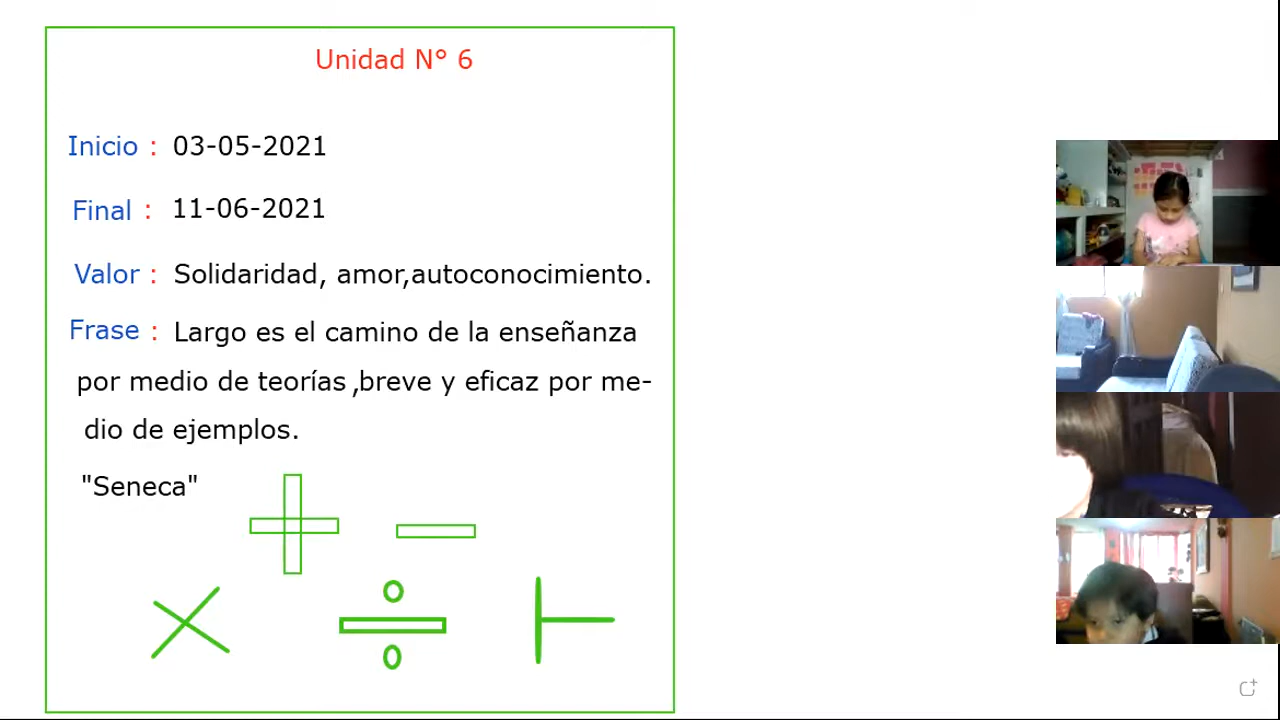 Unidad N° 6
Inicio : 03-05-2021
Final : 11-06-2021
Valor : Solidaridad, amor,autoconocimiento.
Frase : Largo es el camino de la enseñanza
por medio de teorías ,breve y eficaz por me-
dio de ejemplos.
"Seneca"